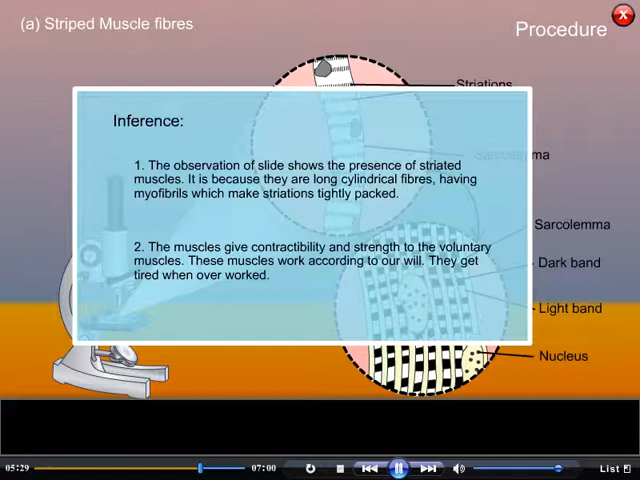 (a) Striped Muscle fibres
Procedure
Striations
Inference:
1. The observation of slide shows the presence of striated
muscles. It is because they are long cylindrical fibres, having
myofibrils which make striations tightly packed.
Sarcolemma
2. The muscles give contractibility and strength to the voluntary
muscles. These muscles work according to our will. They get
tired when over worked.
Dark band
Light band
Nucleus
05:29
07:00
List